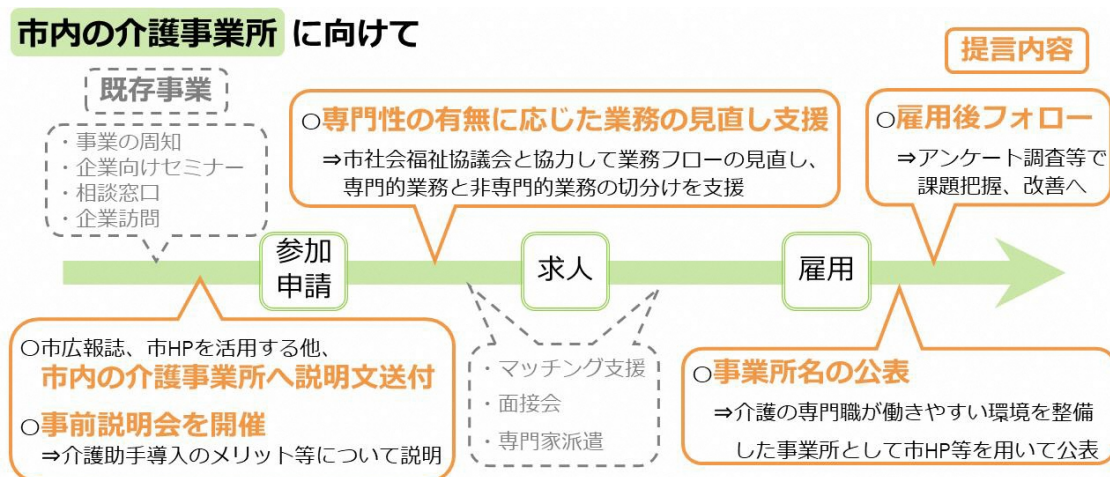 市内の介護事業所 に向けて
提言内容
既存事業
・事業の周知
・企業向けセミナー
・相談窓口
・企業訪問
○専門性の有無に応じた業務の見直し支援
⇒市社会福祉協議会と協力して業務フローの見直し、
専門的業務と非専門的業務の切分けを支援
○雇用後フォロー
⇒アンケート調査等で
課題把握、改善へ
参加
申請
求人
雇用
○市広報誌、市HPを活用する他、
市内の介護事業所へ説明文送付
○事前説明会を開催
⇒介護助手導入のメリット等について説明
・マッチング支援
・面接会
・専門家派遣
○事業所名の公表
⇒介護の専門職が働きやすい環境を整備
した事業所として市HP等を用いて公表